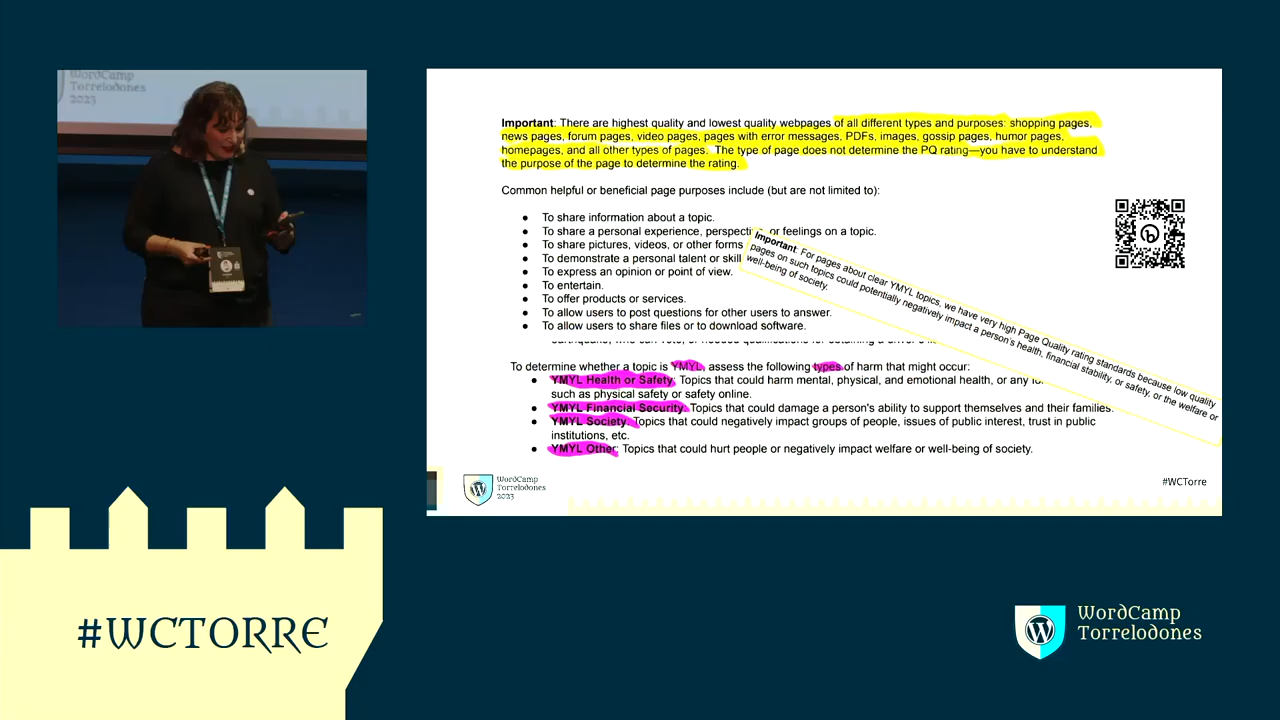 WordCamp
Torrelodones
2023
Important: There are highest quality and lowest quality webpages of all different types and purposes: shopping pages,
news pages, forum pages, video pages, pages with error messages, PDFs, images, gossip pages, humor pages,
homepages, and all other types of pages. The type of page does not determine the PQ rating—you have to understand
the purpose of the page to determine the rating.
Common helpful or beneficial page purposes include (but are not limited to):
● To share information about a topic.
● To share a personal experience, perspective, or feelings on a topic.
● To share pictures, videos, or other forms
● To demonstrate a personal talent or skill
● To express an opinion or point of view.
● To entertain.
● To offer products or services.
● To allow users to post questions for other users to answer.
● To allow users to share files or to download software.
Important: For pages about clear YMYL topics, we have very high Page Quality rating standards because low quality
pages on such topics could potentially negatively impact a person's health, financial stability, or safety, or the welfare or
well-being of society.
To determine whether a topic is YMYL, assess the following types of harm that might occur:
● YMYL Health or Safety: Topics that could harm mental, physical, and emotional health, or any
such as physical safety or safety online.
● YMYL Financial Security: Topics that could damage a person's ability to support themselves and their families.
● YMYL Society: Topics that could negatively impact groups of people, issues of public interest, trust in public
institutions, etc.
● YMYL Other: Topics that could hurt people or negatively impact welfare or well-being of society.
WordCamp
Torrelodones
2023
#WCTorre
#WCTORRE
WordCamp
Torrelodones